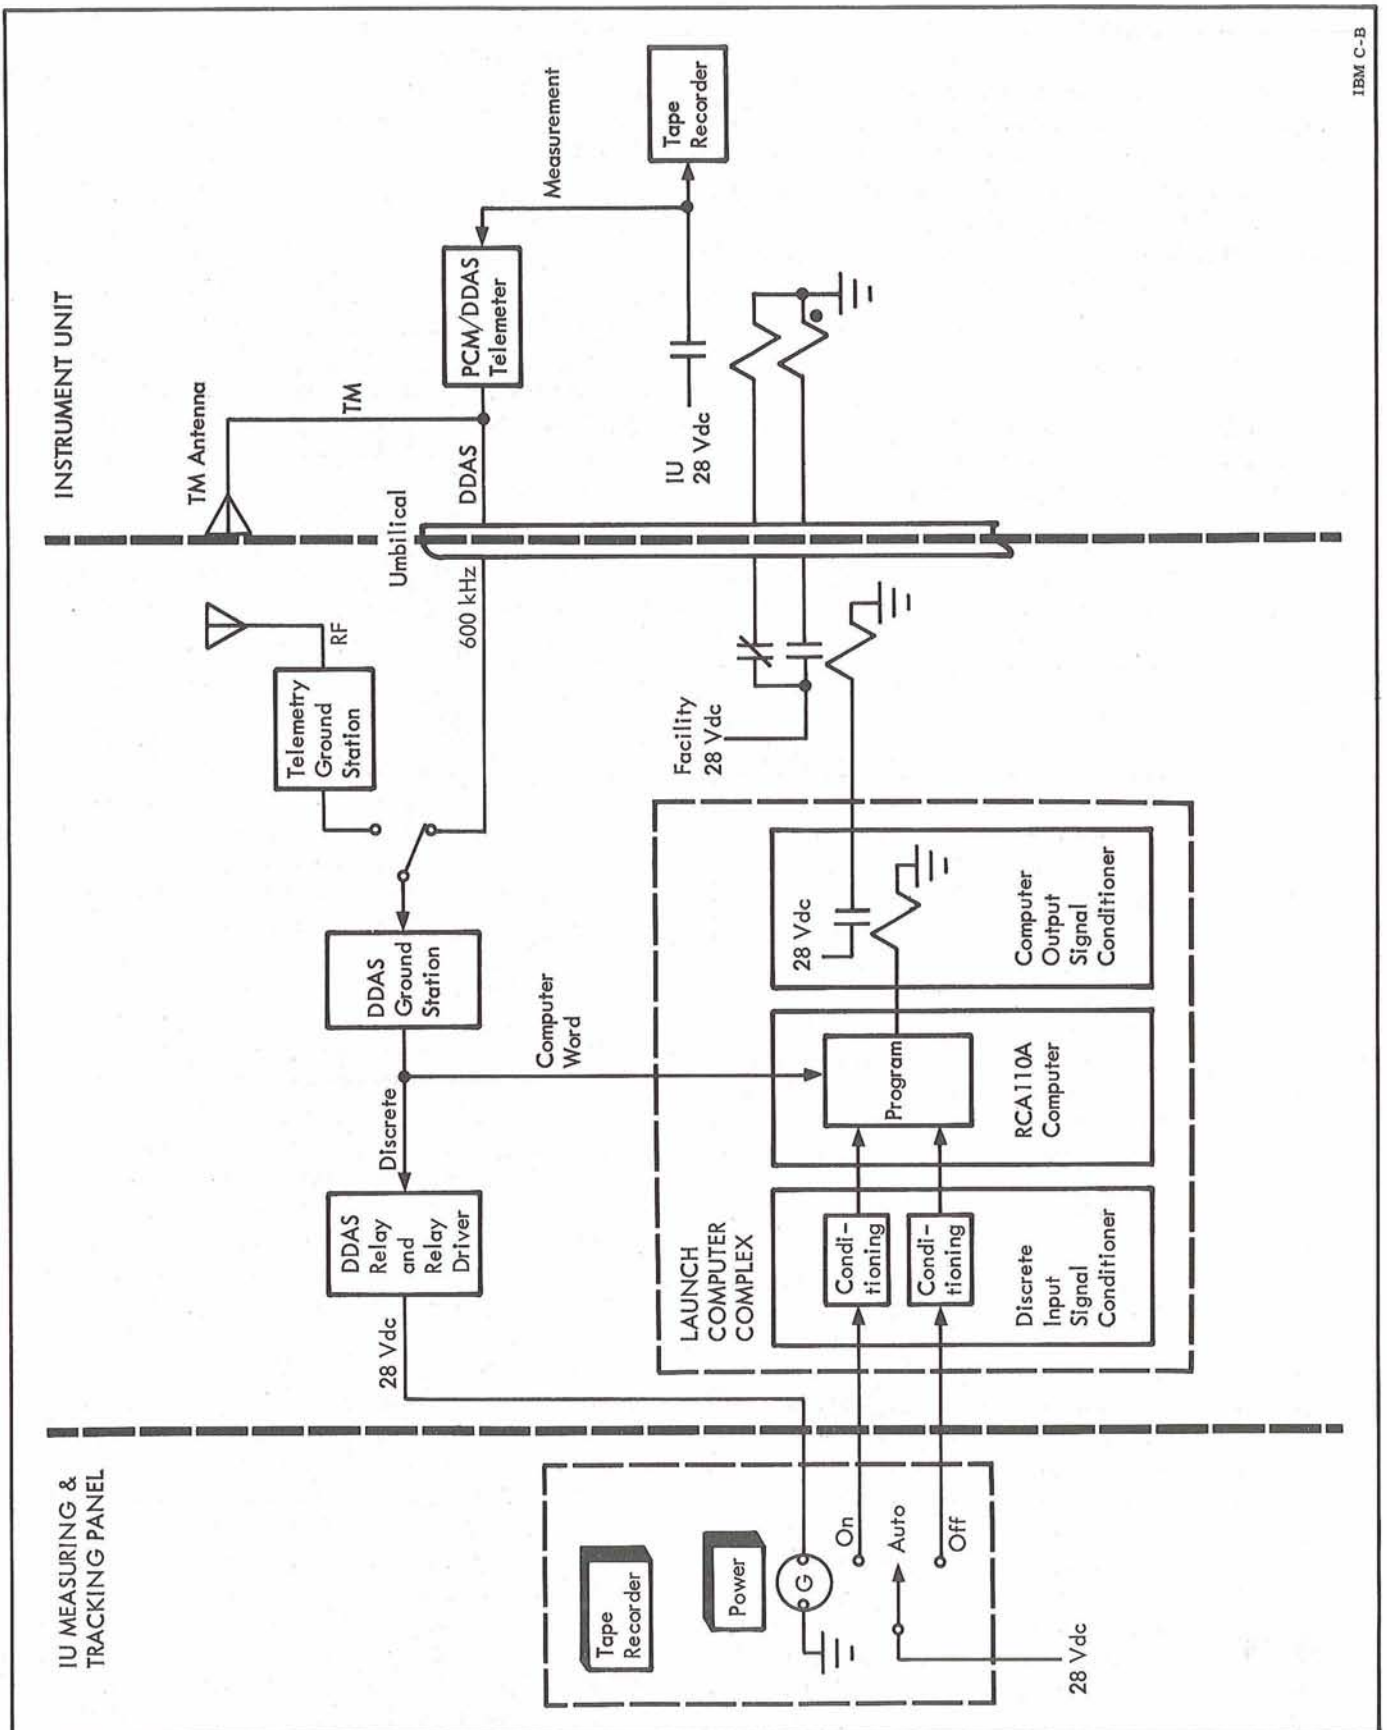 IU MEASURING &
TRACKING PANEL
INSTRUMENT UNIT
TM Antenna
TM
Umbilical
RF
Telemetry
Ground
Station
600 kHz
DDAS
PCM/DDAS
Telemeter
Measurement
Tape
Recorder
DDAS
Ground
Station
Discrete
DDAS
Relay
and
Relay
Driver
28 Vdc
Computer
Word
IU
28 Vdc
Facility
28 Vdc
LAUNCH
COMPUTER
COMPLEX
Condi-
tioning
Condi-
tioning
Discrete
Input
Signal
Conditioner
Program
RCA110A
Computer
28 Vdc
Computer
Output
Signal
Conditioner
Tape
Recorder
Power
G
On
Auto
Off
28 Vdc
IBM C-B